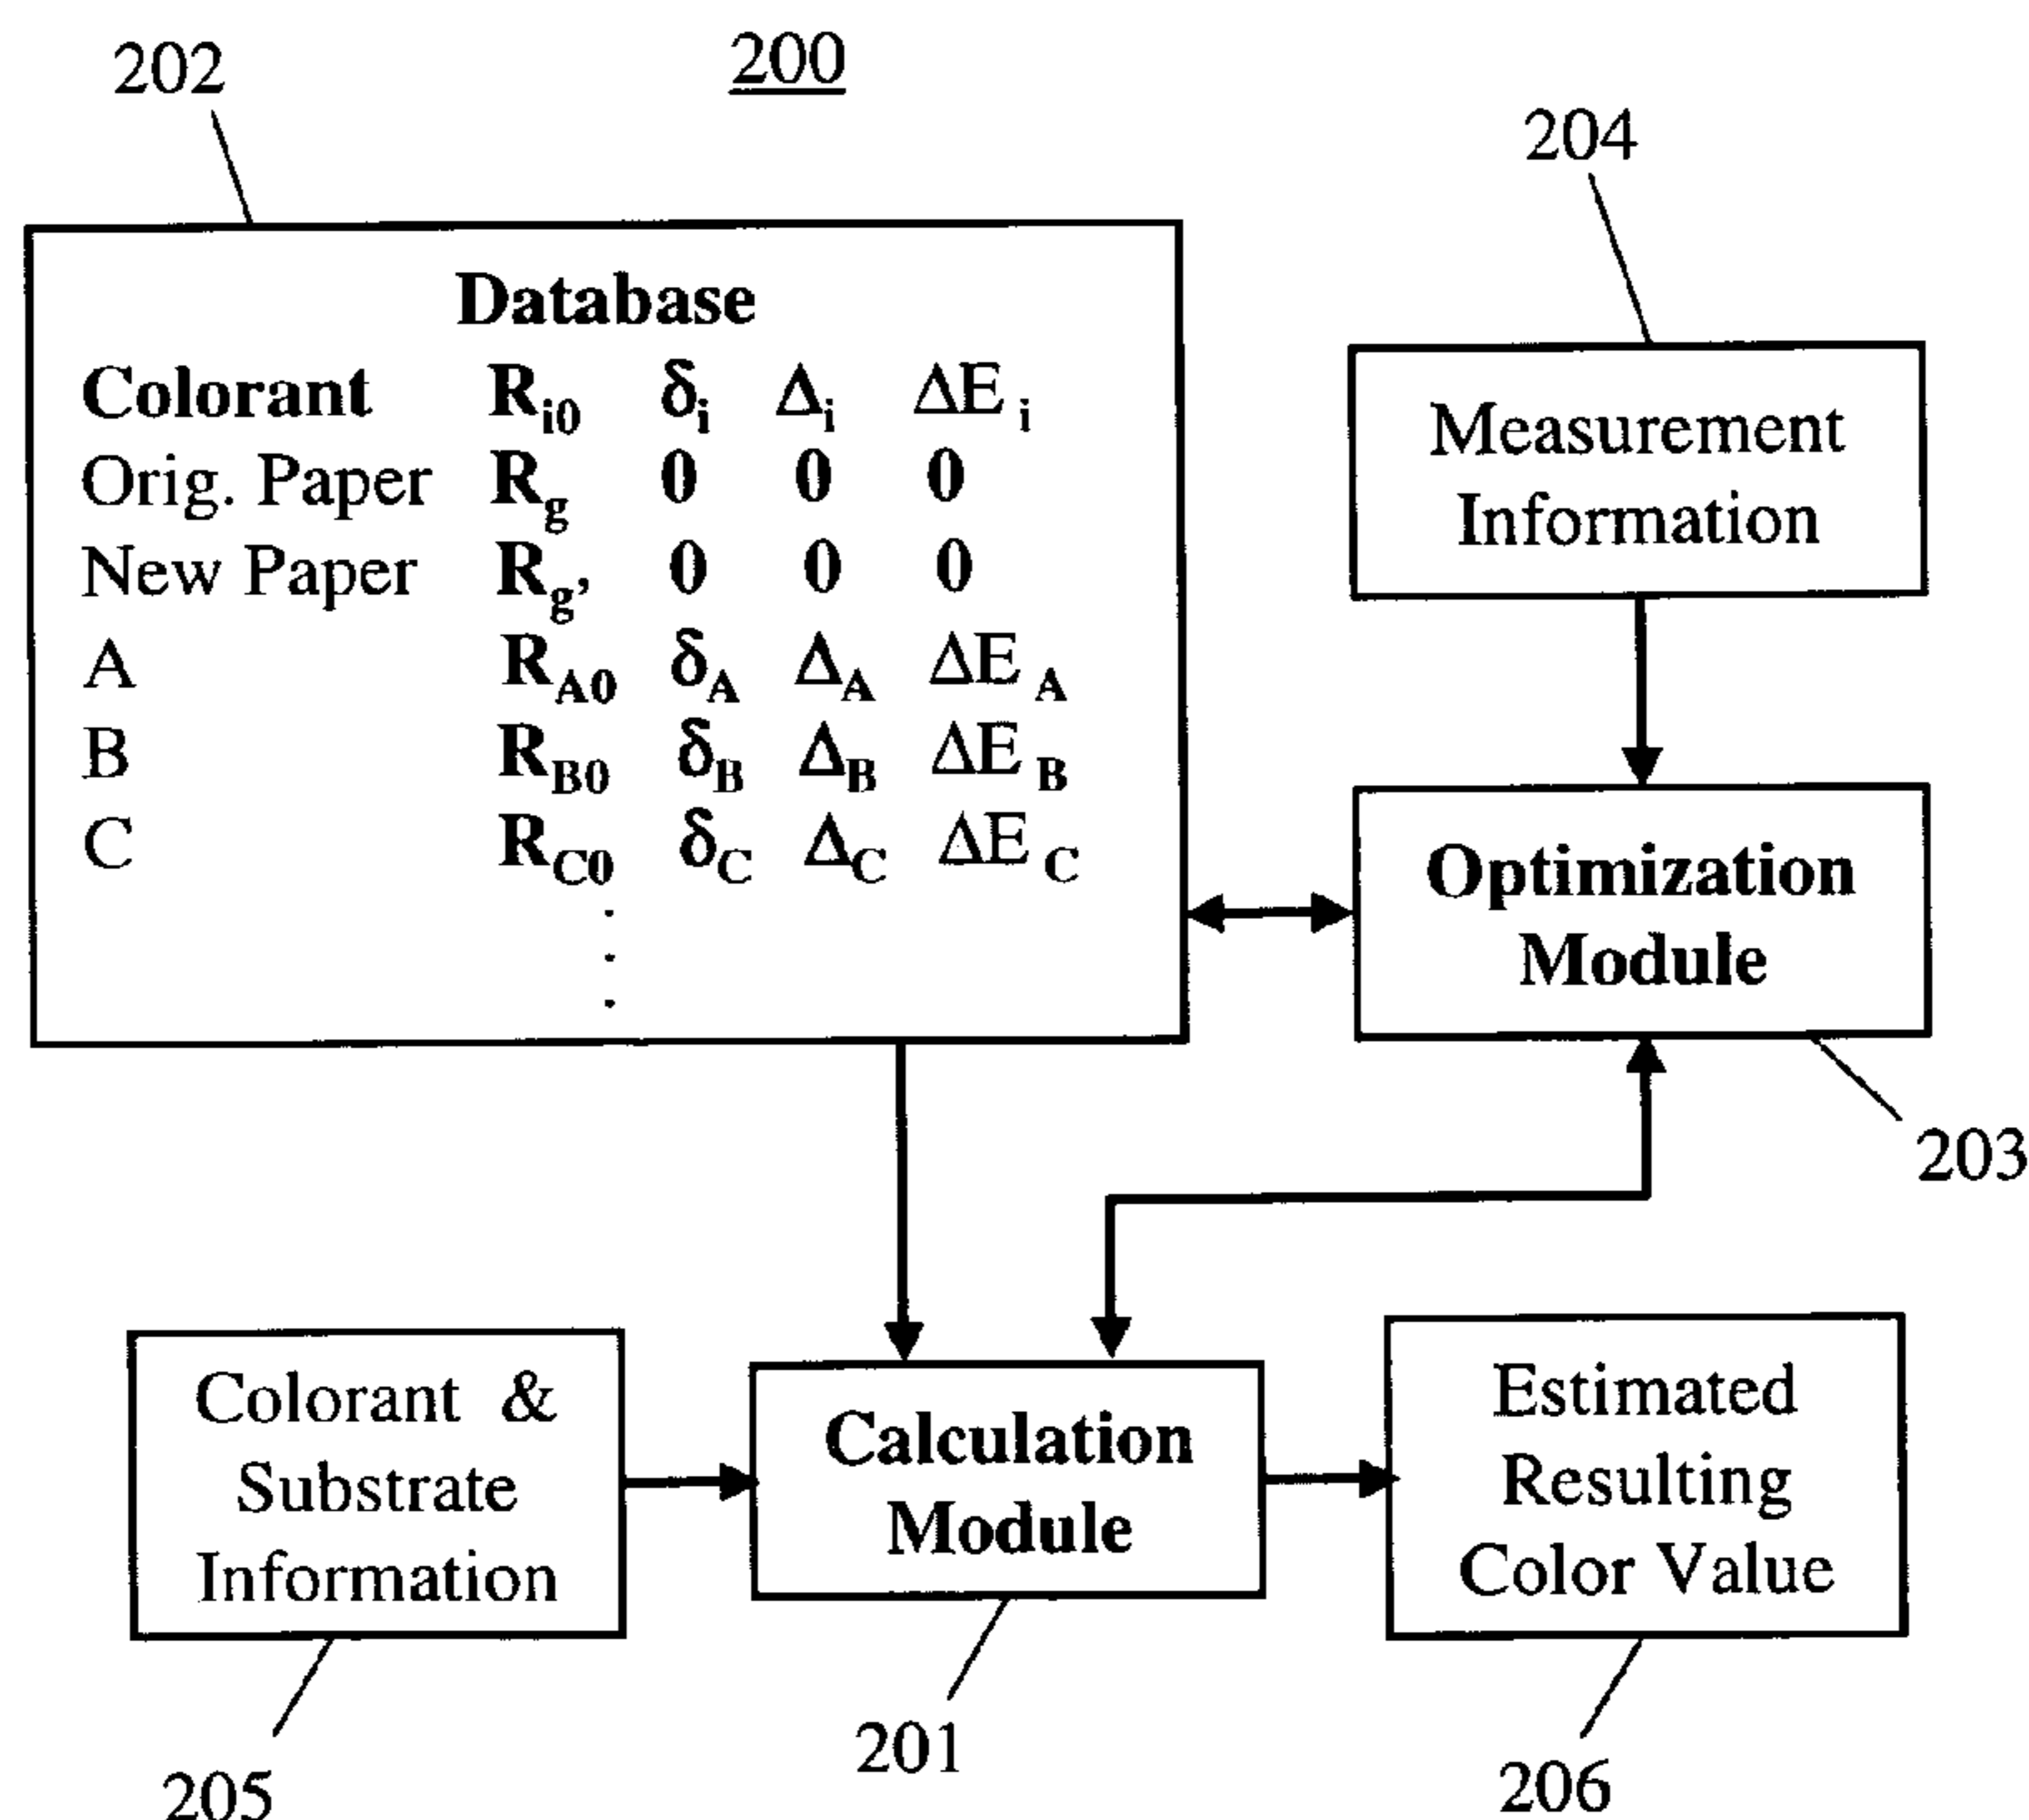 202
200
204
Database
Colorant R_i0 δ_i Δ_i ΔE_i
Orig. Paper R_g 0 0 0
New Paper R_g' 0 0 0
A R_A0 δ_A Δ_A ΔE_A
B R_B0 δ_B Δ_B ΔE_B
C R_C0 δ_C Δ_C ΔE_C
.
.
.
Measurement
Information
Optimization
Module
203
Colorant &
Substrate
Information
Calculation
Module
Estimated
Resulting
Color Value
205
201
206